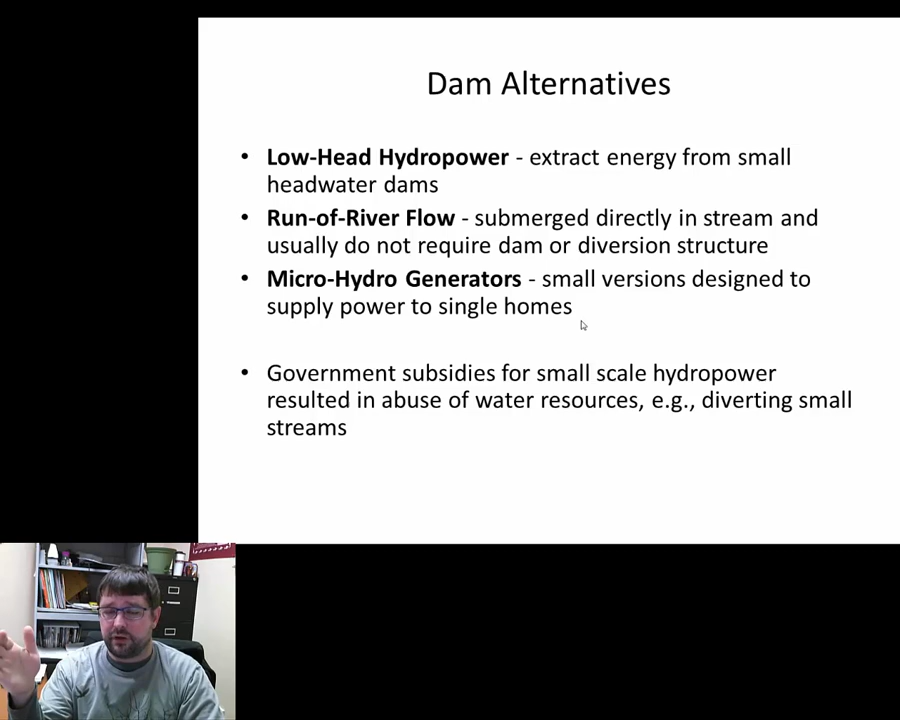 Dam Alternatives
• Low-Head Hydropower - extract energy from small
headwater dams
• Run-of-River Flow - submerged directly in stream and
usually do not require dam or diversion structure
• Micro-Hydro Generators - small versions designed to
supply power to single homes
• Government subsidies for small scale hydropower
resulted in abuse of water resources, e.g., diverting small
streams